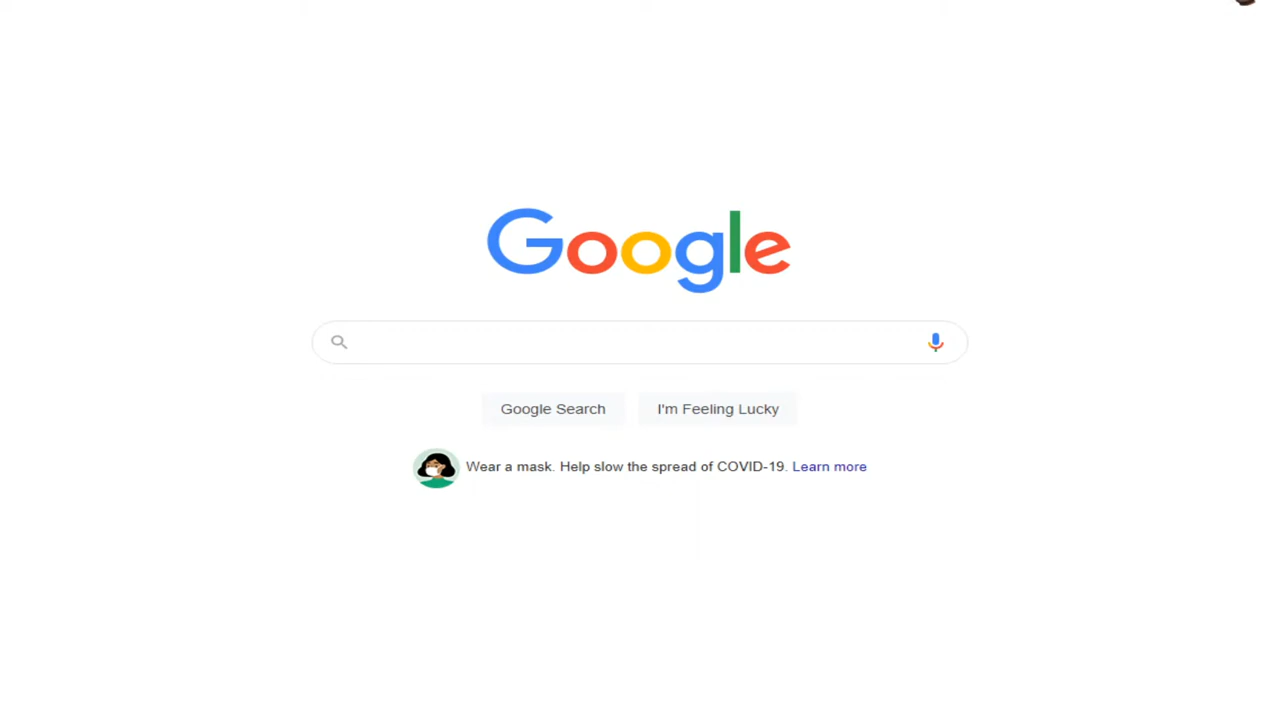 Google
Google Search
I'm Feeling Lucky
Wear a mask. Help slow the spread of COVID-19. Learn more